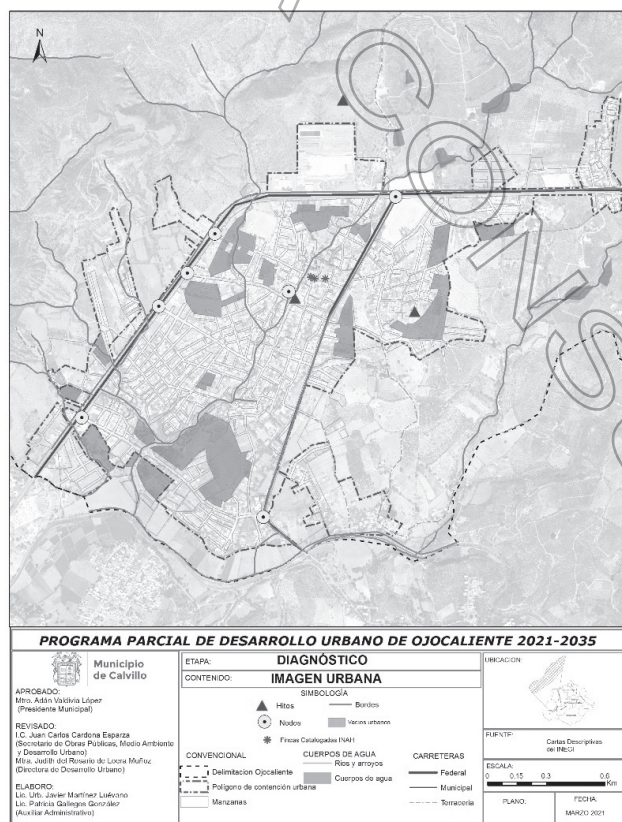 N
CONS
PROGRAMA PARCIAL DE DESARROLLO URBANO DE OJOCALIENTE 2021-2035
Municipio
de Calvillo
APROBADO:
Mtro. Adán Valdivia López
(Presidente Municipal)
REVISADO:
I.C. Juan Carlos Cardona Esparza
(Secretario de Obras Públicas, Medio Ambiente
y Desarrollo Urbano)
Mtra. Judith del Rosario de Loera Muñoz
(Directora de Desarrollo Urbano)
ELABORO:
Lic. Urb. Javier Martínez Luévano
Lic. Patricia Gallegos González
(Auxiliar Administrativo)
ETAPA: DIAGNÓSTICO
CONTENIDO: IMAGEN URBANA
SIMBOLOGÍA
Hitos
Bordes
Nodos
Vacios urbanos
Fincas Catalogadas INAH
CONVENCIONAL
Delimitacion Ojocaliente
Polígono de contención urbana
Manzanas
CUERPOS DE AGUA
Rios y arroyos
Cuerpos de agua
CARRETERAS
Federal
Municipal
Terraceria
UBICACION:
FUENTE:
Cartas Descriptivas
del INEGI
ESCALA:
0 0.15 0.3 0.6
Km
PLANO:
FECHA:
MARZO 2021